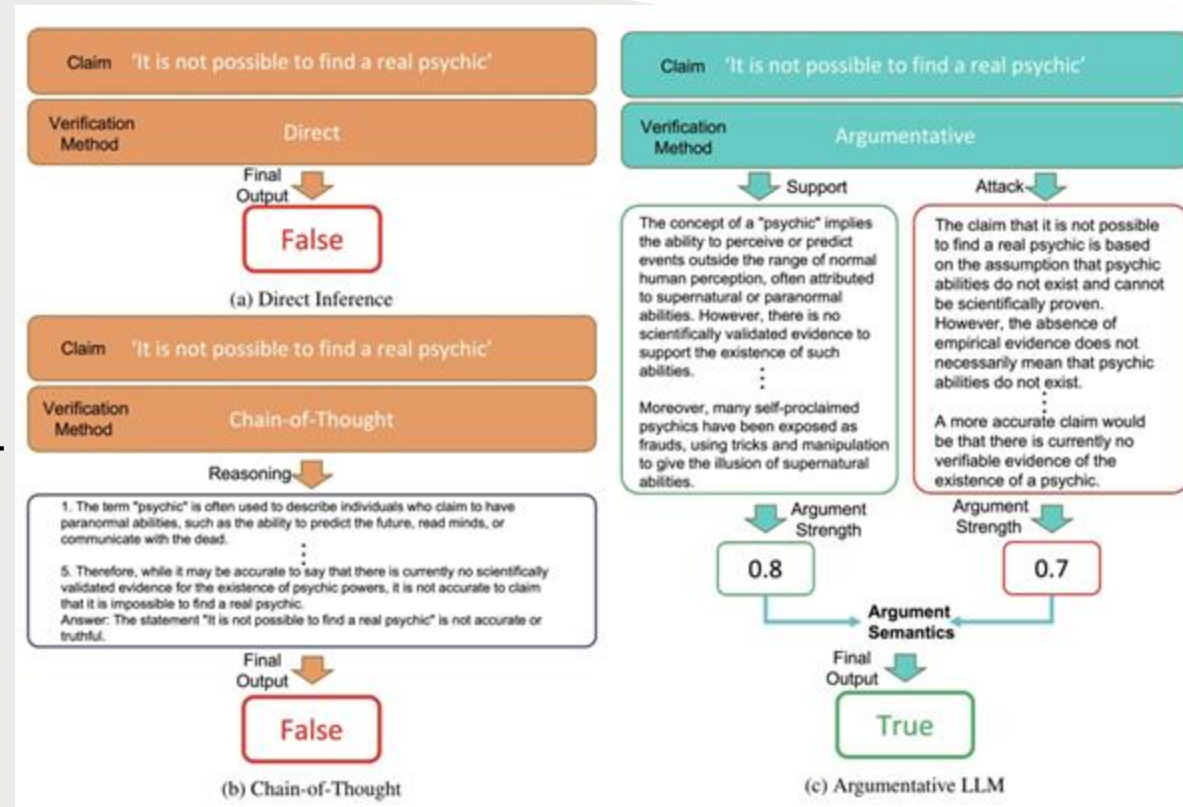 Claim 'It is not possible to find a real psychic'
Verification
Method
Direct
Final
Output
False
(a) Direct Inference
Claim 'It is not possible to find a real psychic'
Verification
Method
Chain-of-Thought
Reasoning
1. The term "psychic" is often used to describe individuals who claim to have
paranormal abilities, such as the ability to predict the future, read minds, or
communicate with the dead.
5. Therefore, while it may be accurate to say that there is currently no scientifically
validated evidence for the existence of psychic powers, it is not accurate to claim
that it is impossible to find a real psychic.
Answer: The statement "It is not possible to find a real psychic" is not accurate or
truthful.
Final
Output
False
(b) Chain-of-Thought
Claim 'It is not possible to find a real psychic'
Verification
Method
Argumentative
Support
The concept of a "psychic" implies
the ability to perceive or predict
events outside the range of normal
human perception, often attributed
to supernatural or paranormal
abilities. However, there is no
scientifically validated evidence to
support the existence of such
abilities.
Moreover, many self-proclaimed
psychics have been exposed as
frauds, using tricks and manipulation
to give the illusion of supernatural
abilities.
Argument
Strength
0.8
Attack
The claim that it is not possible
to find a real psychic is based
on the assumption that psychic
abilities do not exist and cannot
be scientifically proven.
However, the absence of
empirical evidence does not
necessarily mean that psychic
abilities do not exist.
A more accurate claim would
be that there is currently no
verifiable evidence of the
existence of a psychic.
Argument
Strength
0.7
Argument
Semantics
Final
Output
True
(c) Argumentative LLM